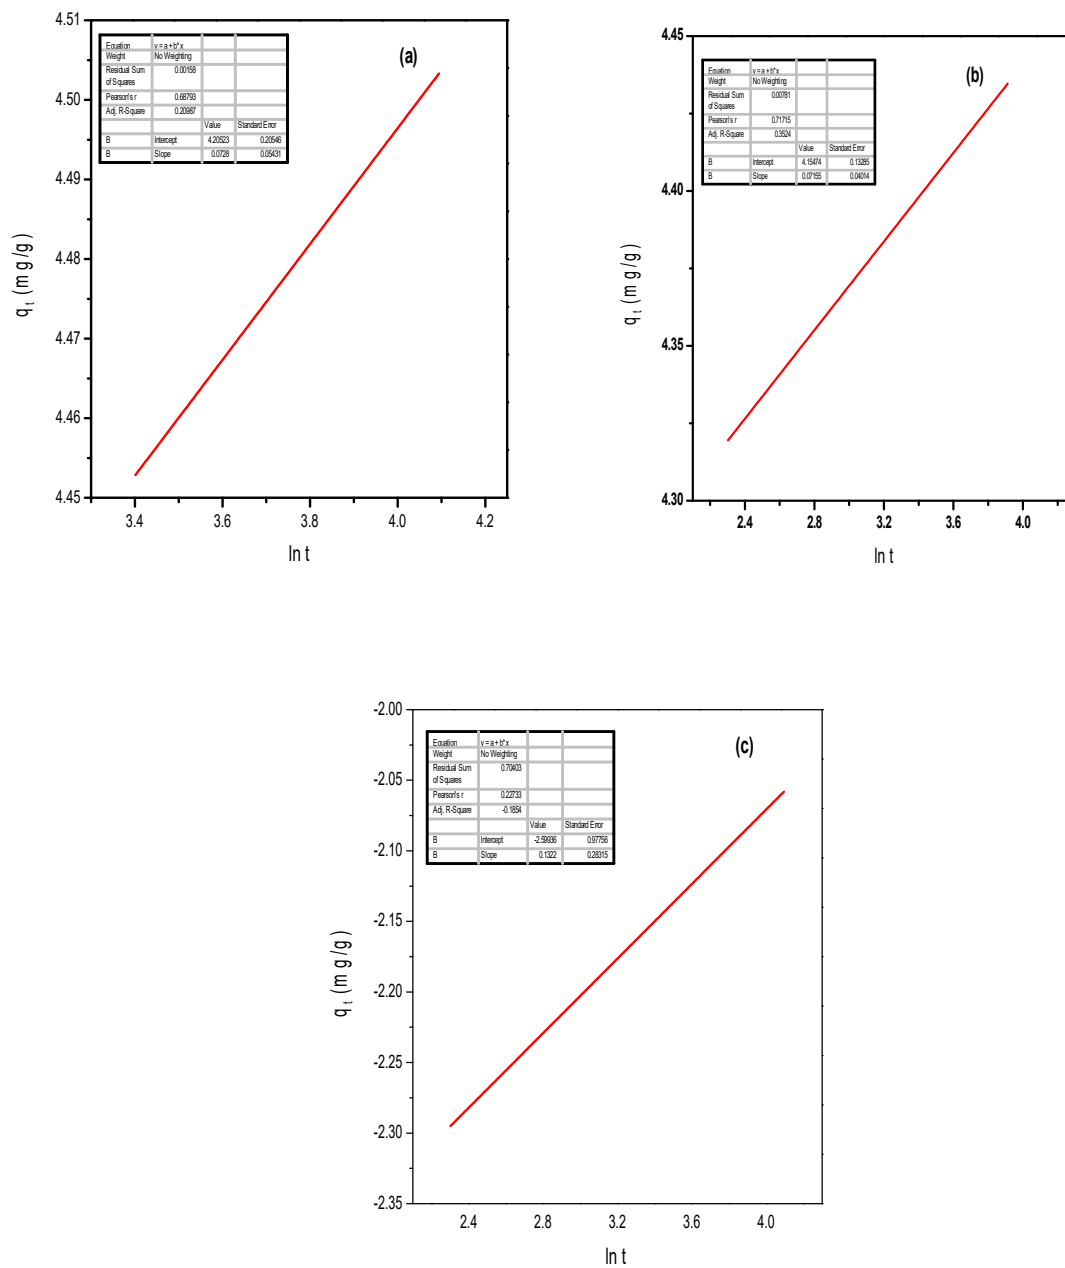 (a)
Equation y = a + b*x
Weight No Weighting
Residual Sum of Squares 0.00158
Pearson's r 0.68793
Adj. R-Square 0.20987
Value Standard Error
B Intercept 4.20523 0.20546
B Slope 0.0728 0.05431
4.51
4.50
4.49
4.48
4.47
4.46
4.45
q t (mg/g)
3.4 3.6 3.8 4.0 4.2
ln t
(b)
Equation y = a + b*x
Weight No Weighting
Residual Sum of Squares 0.00781
Pearson's r 0.71715
Adj. R-Square 0.3524
Value Standard Error
B Intercept 4.15474 0.13285
B Slope 0.07155 0.04014
4.45
4.40
4.35
4.30
q t (mg/g)
2.4 2.8 3.2 3.6 4.0
ln t
(c)
Equation y = a + b*x
Weight No Weighting
Residual Sum of Squares 0.70403
Pearson's r 0.22733
Adj. R-Square -0.1854
Value Standard Error
B Intercept -2.59936 0.97756
B Slope 0.1322 0.28315
-2.00
-2.05
-2.10
-2.15
-2.20
-2.25
-2.30
-2.35
q t (mg/g)
2.4 2.8 3.2 3.6 4.0
ln t